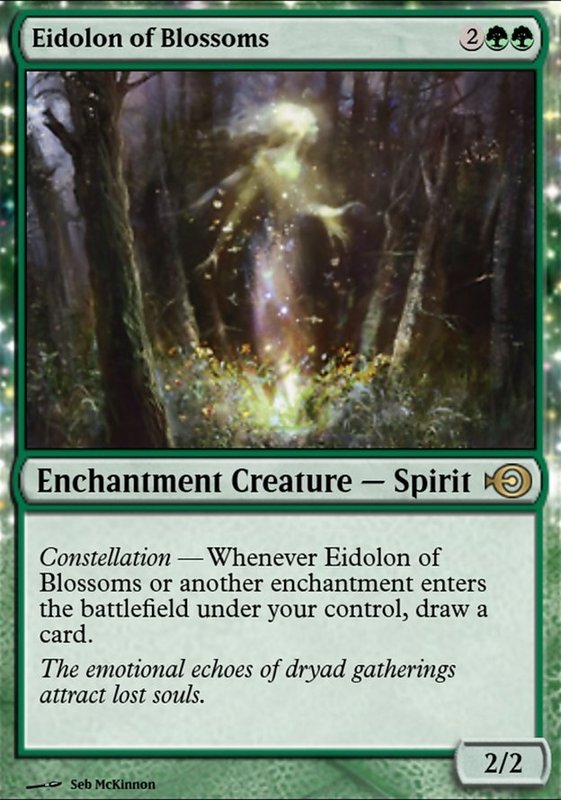 Eidolon of Blossoms 2
Enchantment Creature — Spirit
Constellation — Whenever Eidolon of
Blossoms or another enchantment enters
the battlefield under your control, draw a
card.
The emotional echoes of dryad gatherings
attract lost souls.
2/2
Seb McKinnon